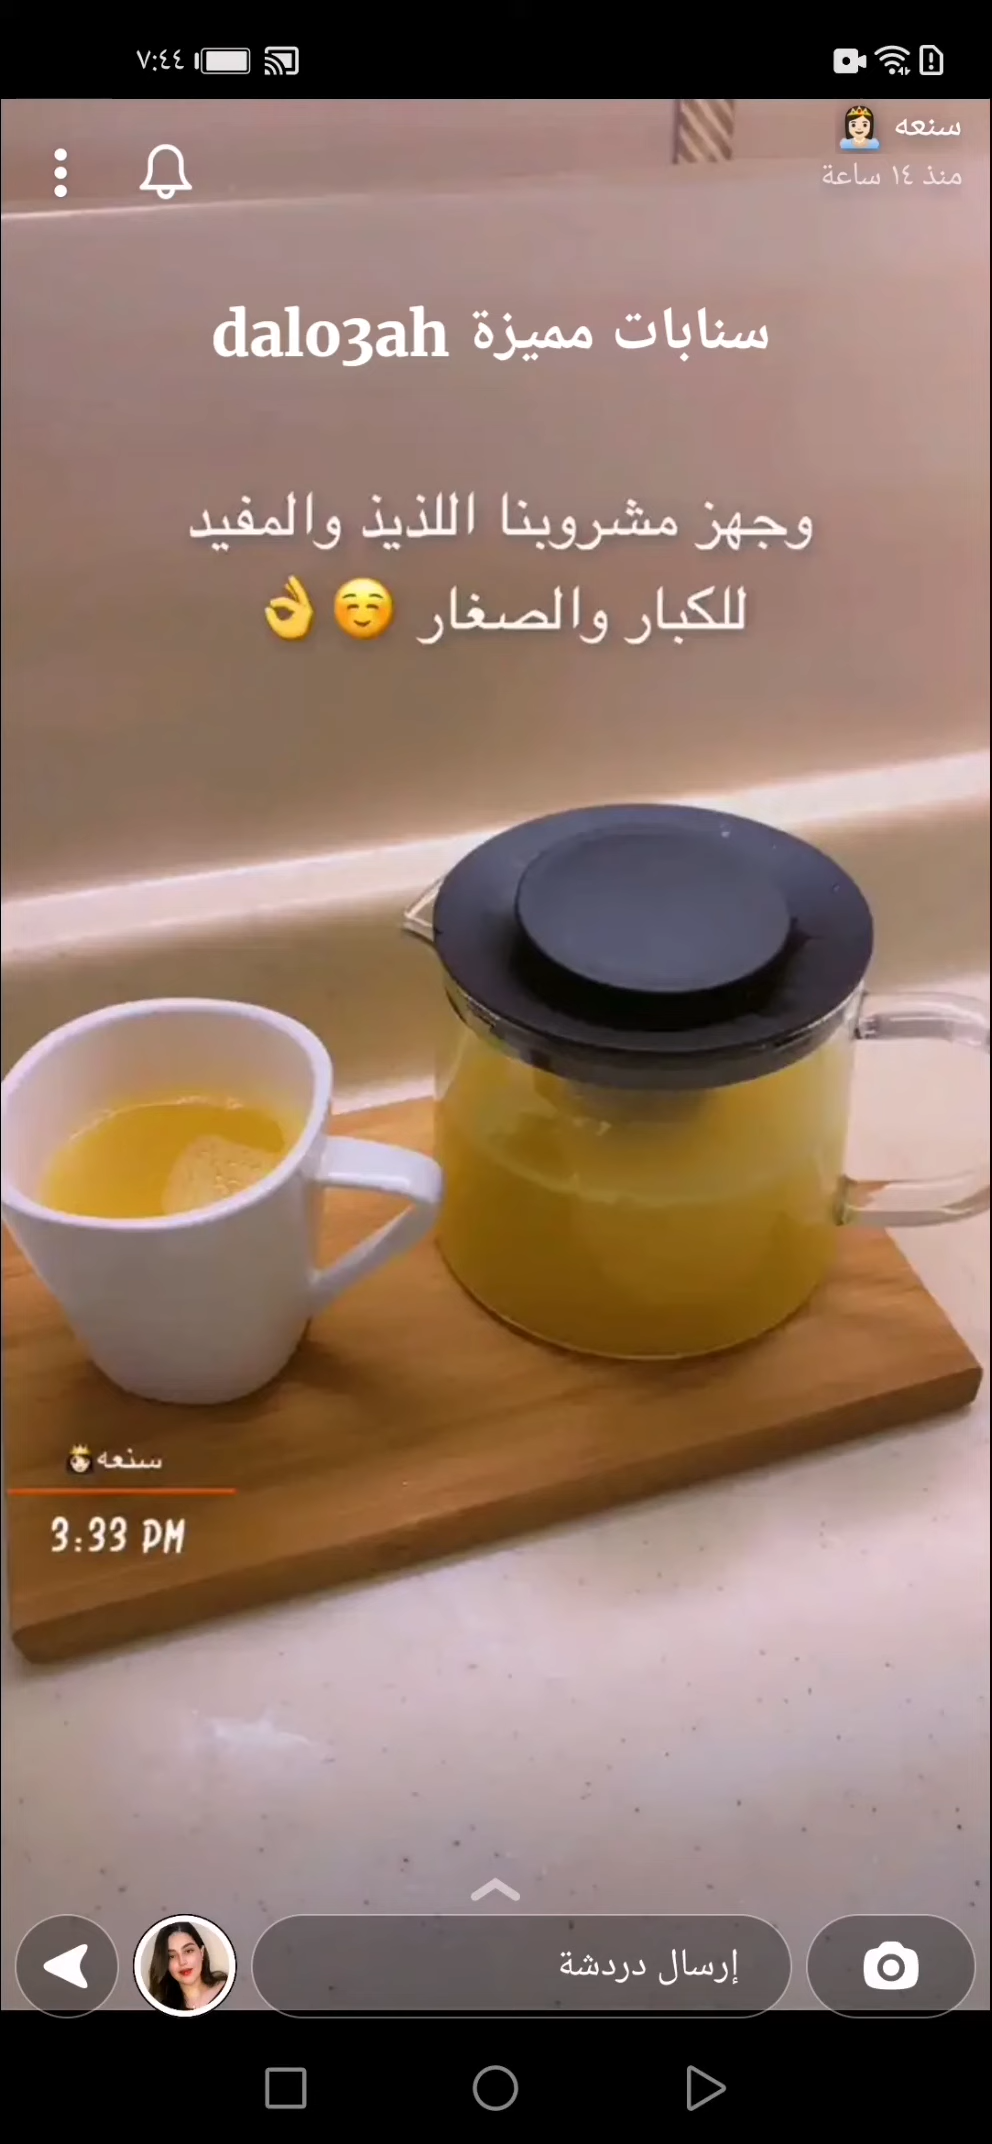 ٧:٤٤
سنعه 👸🏻
منذ ١٤ ساعة
سنابات مميزة dalo3ah
وجهز مشروبنا اللذيذ والمفيد
للكبار والصغار ☺️👌
سنعه👸🏻
3:33 PM
إرسال دردشة